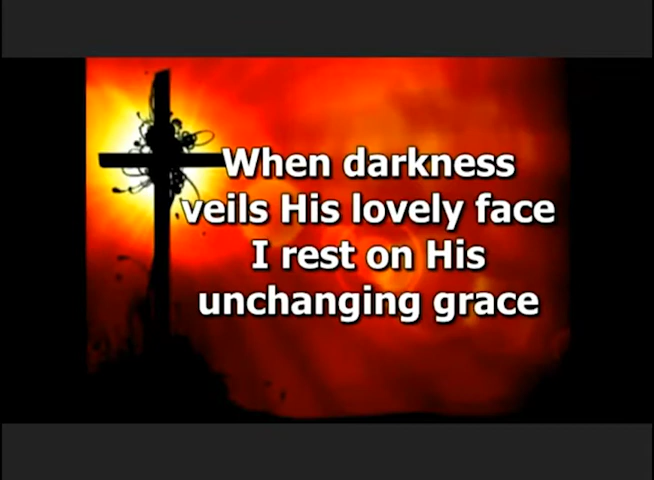 When darkness
veils His lovely face
I rest on His
unchanging grace